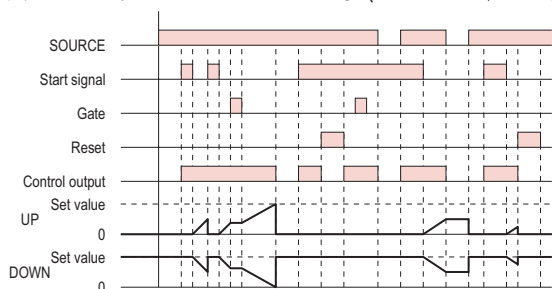 SOURCE
Start signal
Gate
Reset
Control output
Set value
UP
0
Set value
DOWN
0